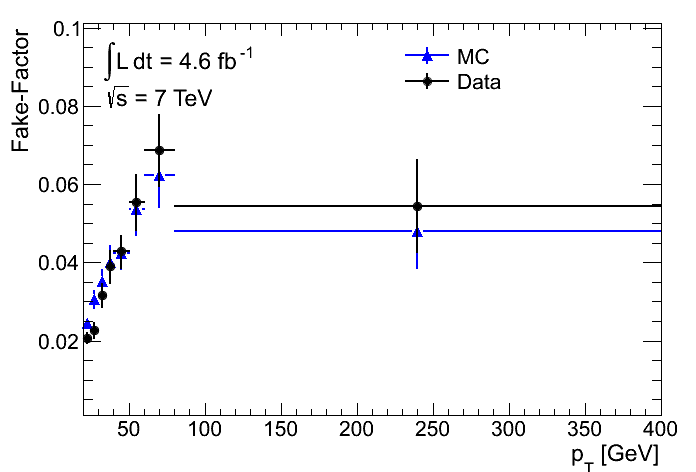 0.1
∫L dt = 4.6 fb⁻¹
√s = 7 TeV
MC
Data
Fake-Factor
0.08
0.06
0.04
0.02
50 100 150 200 250 300 350 400
p_T [GeV]